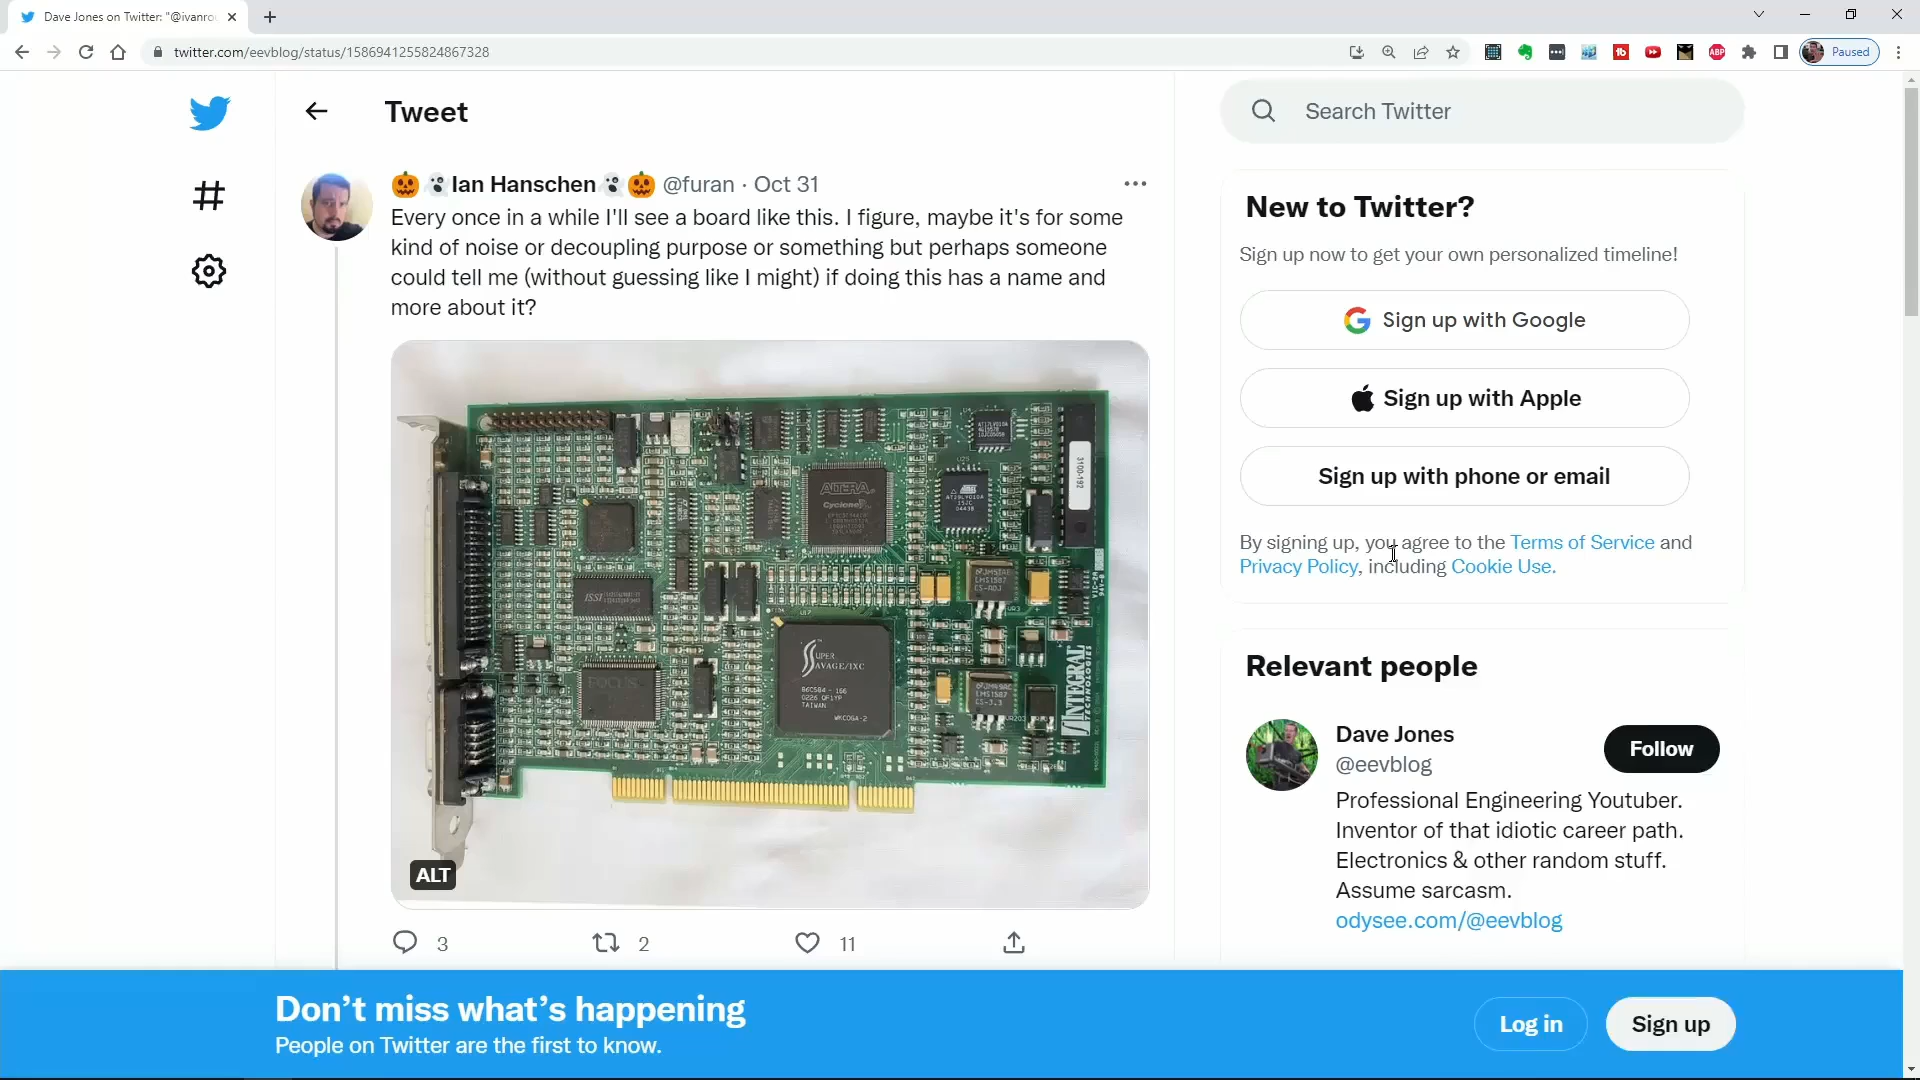 Dave Jones on Twitter: "@ivanro
twitter.com/eevblog/status/1586941255824867328
Paused
Tweet
Search Twitter
Ian Hanschen @furan · Oct 31
Every once in a while I'll see a board like this. I figure, maybe it's for some
kind of noise or decoupling purpose or something but perhaps someone
could tell me (without guessing like I might) if doing this has a name and
more about it?
ALTERA
Cyclone
3100-192
ISSI
FOCUS
SUPER
SAVAGE/IXC
86C584 - 166
TAIWAN
WKC0GA-2
INTEGRAL
TECHNOLOGIES
ALT
3
2
11
New to Twitter?
Sign up now to get your own personalized timeline!
Sign up with Google
Sign up with Apple
Sign up with phone or email
By signing up, you agree to the Terms of Service and
Privacy Policy, including Cookie Use.
Relevant people
Dave Jones
@eevblog
Follow
Professional Engineering Youtuber.
Inventor of that idiotic career path.
Electronics & other random stuff.
Assume sarcasm.
odysee.com/@eevblog
Don’t miss what’s happening
People on Twitter are the first to know.
Log in
Sign up